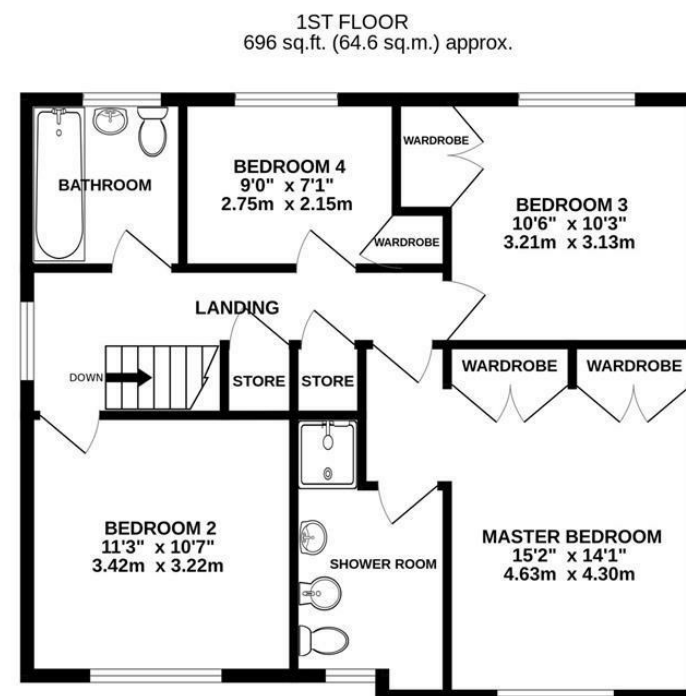 1ST FLOOR
696 sq.ft. (64.6 sq.m.) approx.
BATHROOM
BEDROOM 4
9'0" x 7'1"
2.75m x 2.15m
WARDROBE
WARDROBE
BEDROOM 3
10'6" x 10'3"
3.21m x 3.13m
LANDING
DOWN
STORE
STORE
WARDROBE
WARDROBE
BEDROOM 2
11'3" x 10'7"
3.42m x 3.22m
SHOWER ROOM
MASTER BEDROOM
15'2" x 14'1"
4.63m x 4.30m